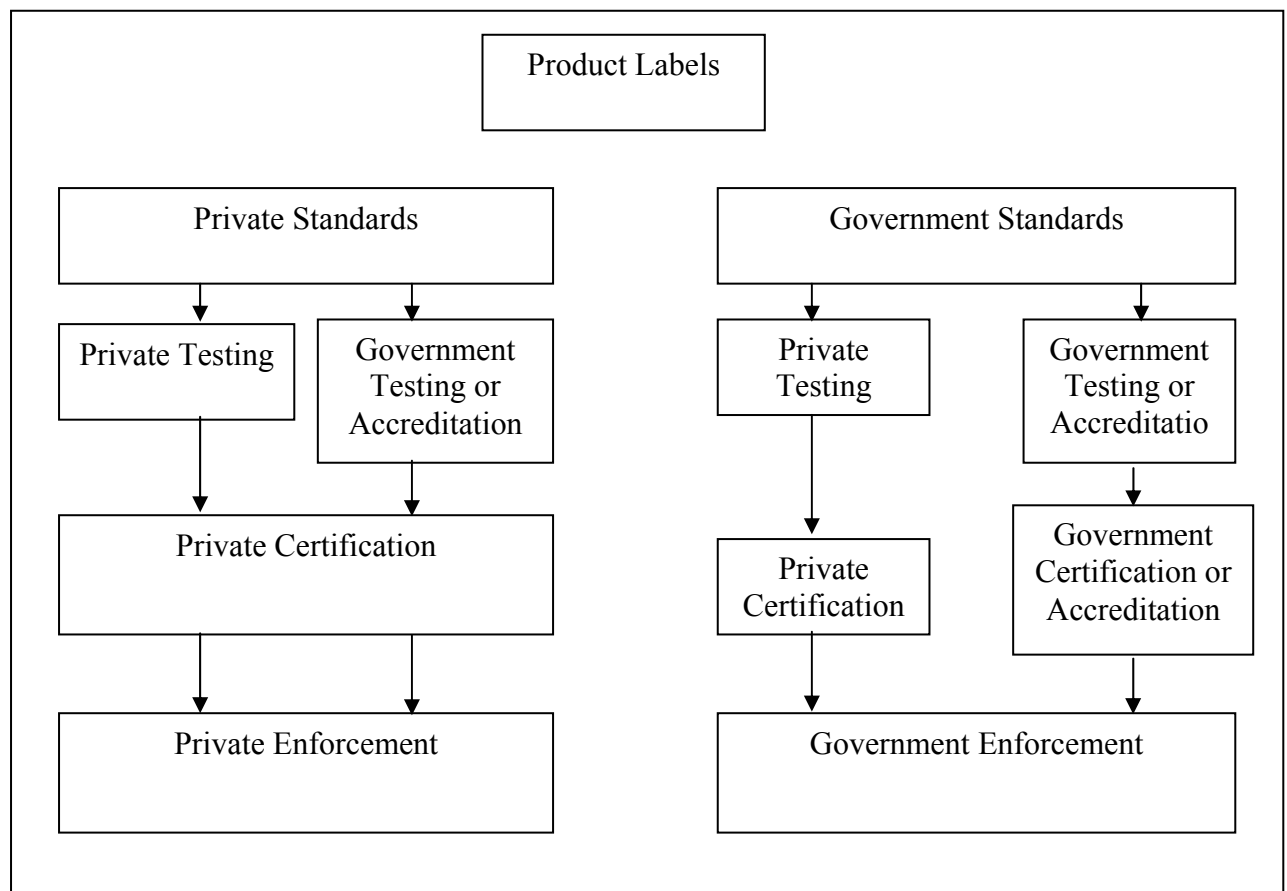 Product Labels
Private Standards
Government Standards
Private Testing
Government
Testing or
Accreditation
Private
Testing
Government
Testing or
Accreditatio
Private Certification
Private
Certification
Government
Certification or
Accreditation
Private Enforcement
Government Enforcement